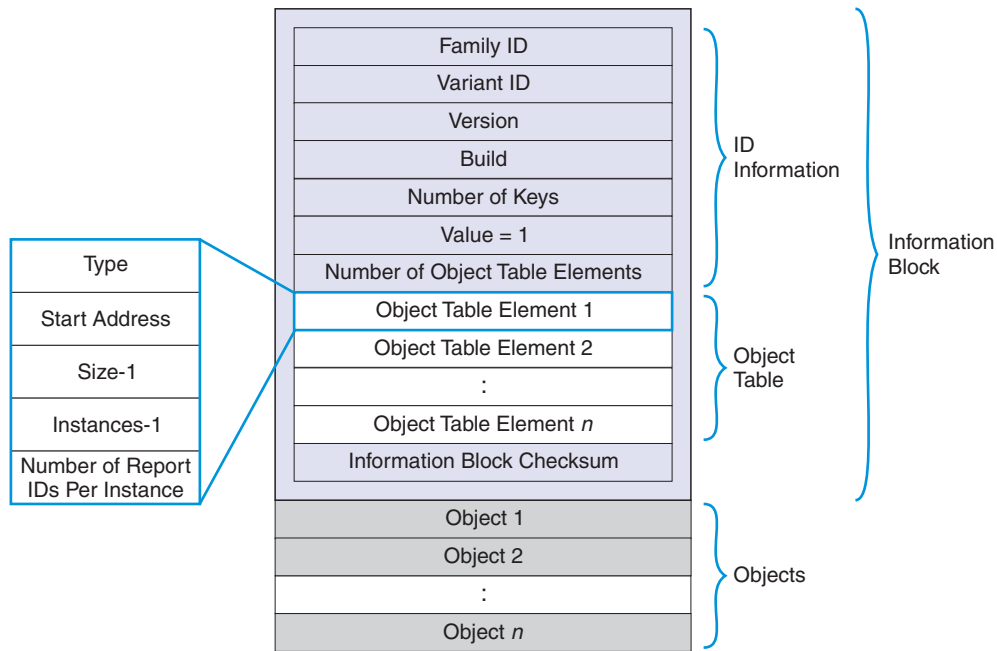 Family ID
Variant ID
Version
Build
Number of Keys
Value = 1
Number of Object Table Elements
Object Table Element 1
Object Table Element 2
:
Object Table Element n
Information Block Checksum
Object 1
Object 2
:
Object n
Type
Start Address
Size-1
Instances-1
Number of Report
IDs Per Instance
ID
Information
Object
Table
Objects
Information
Block